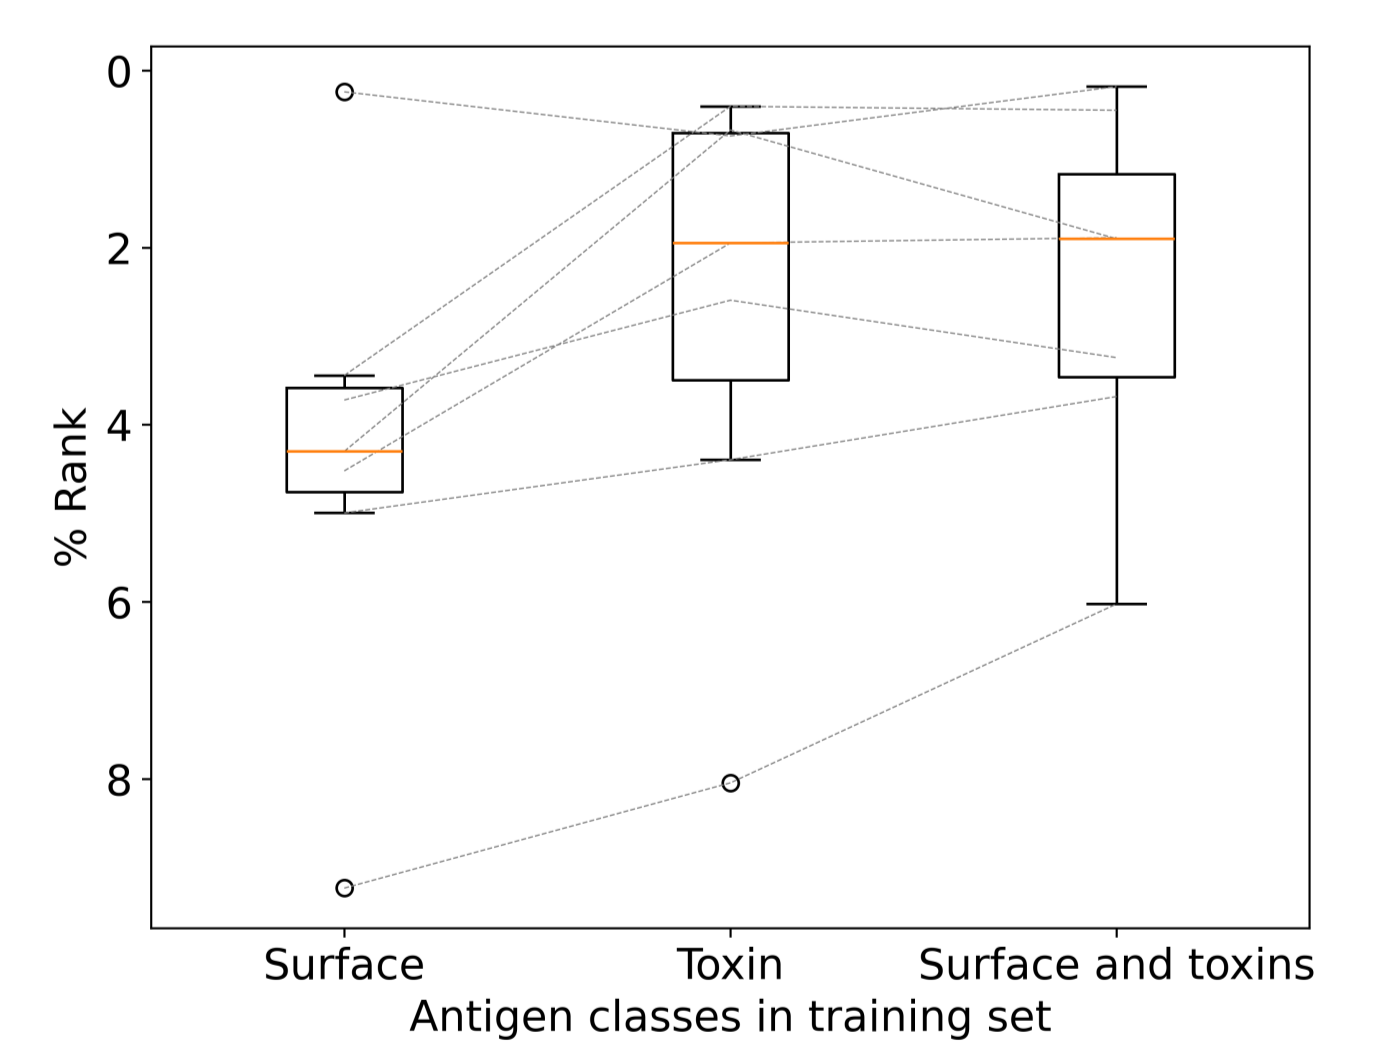 0
2
4
6
8
% Rank
Surface
Toxin
Surface and toxins
Antigen classes in training set